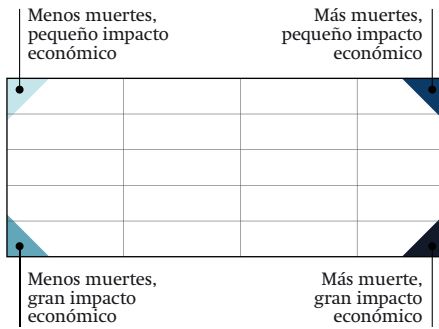 Menos muertes,
pequeño impacto
económico
Más muertes,
pequeño impacto
económico
Menos muertes,
gran impacto
económico
Más muerte,
gran impacto
económico